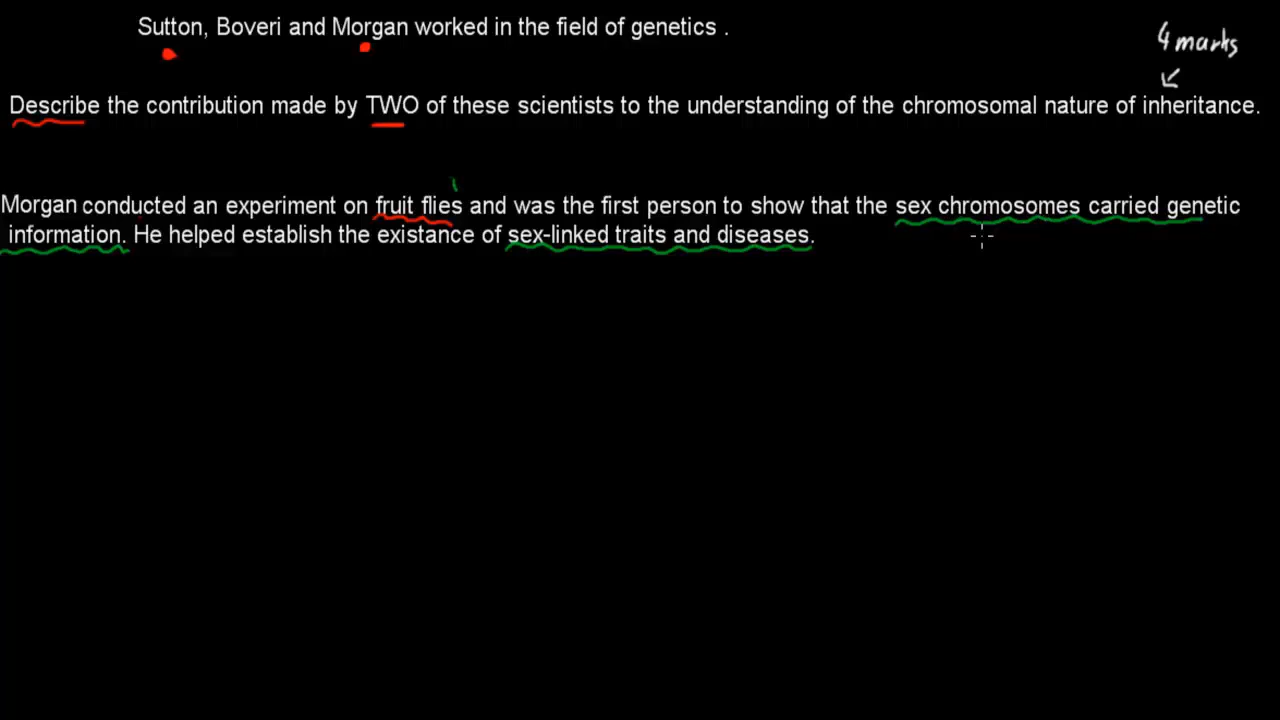 Sutton, Boveri and Morgan worked in the field of genetics .
4 marks
Describe the contribution made by TWO of these scientists to the understanding of the chromosomal nature of inheritance.
Morgan conducted an experiment on fruit flies and was the first person to show that the sex chromosomes carried genetic
information. He helped establish the existance of sex-linked traits and diseases.